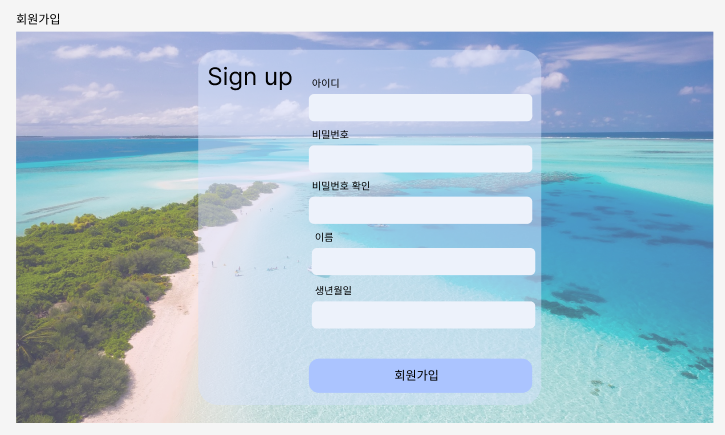 회원가입
Sign up
아이디
비밀번호
비밀번호 확인
이름
생년월일
회원가입